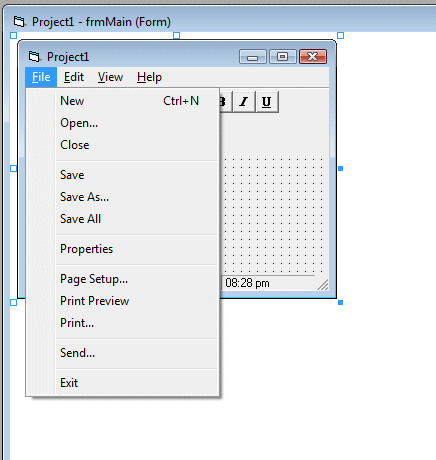 Project1 - frmMain (Form)
Project1
File Edit View Help
New Ctrl+N
B I U
Open...
Close
Save
Save As...
Save All
Properties
Page Setup...
08:28 pm
Print Preview
Print...
Send...
Exit